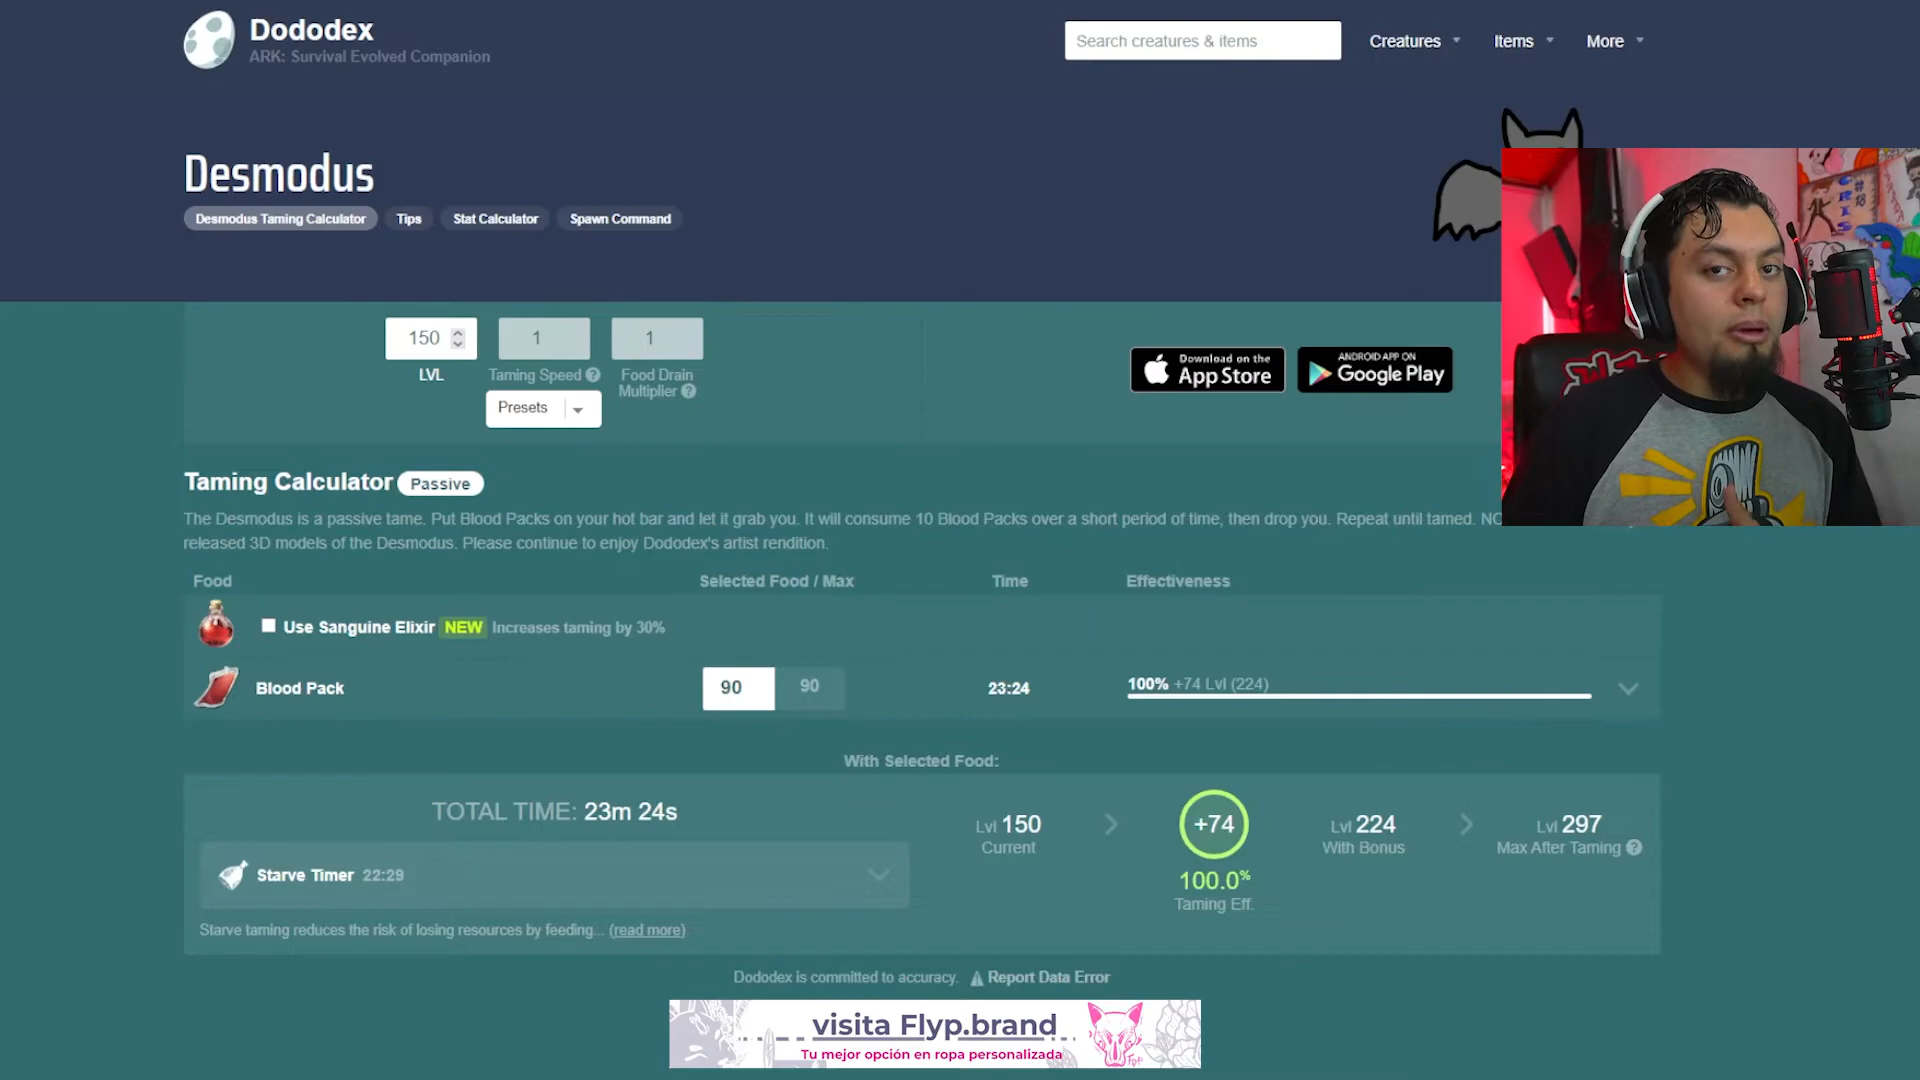 Dododex
ARK: Survival Evolved Companion
Search creatures & items
Creatures
Items
More
Desmodus
Desmodus Taming Calculator
Tips
Stat Calculator
Spawn Command
150
1
1
LVL
Taming Speed
Food Drain
Multiplier
Presets
Download on the
App Store
ANDROID APP ON
Google Play
CRIS
#18
Taming Calculator Passive
The Desmodus is a passive tame. Put Blood Packs on your hot bar and let it grab you. It will consume 10 Blood Packs over a short period of time, then drop you. Repeat until tamed.
released 3D models of the Desmodus. Please continue to enjoy Dododex's artist rendition.
Food
Selected Food / Max
Time
Effectiveness
Use Sanguine Elixir NEW Increases taming by 30%
Blood Pack
90
90
23:24
100% +74 Lvl (224)
With Selected Food:
TOTAL TIME: 23m 24s
Starve Timer 22:29
Starve taming reduces the risk of losing resources by feeding... (read more)
Lvl 150
Current
+74
100.0%
Taming Eff.
Lvl 224
With Bonus
Lvl 297
Max After Taming
Dododex is committed to accuracy. Report Data Error
visita Flyp.brand
Tu mejor opción en ropa personalizada